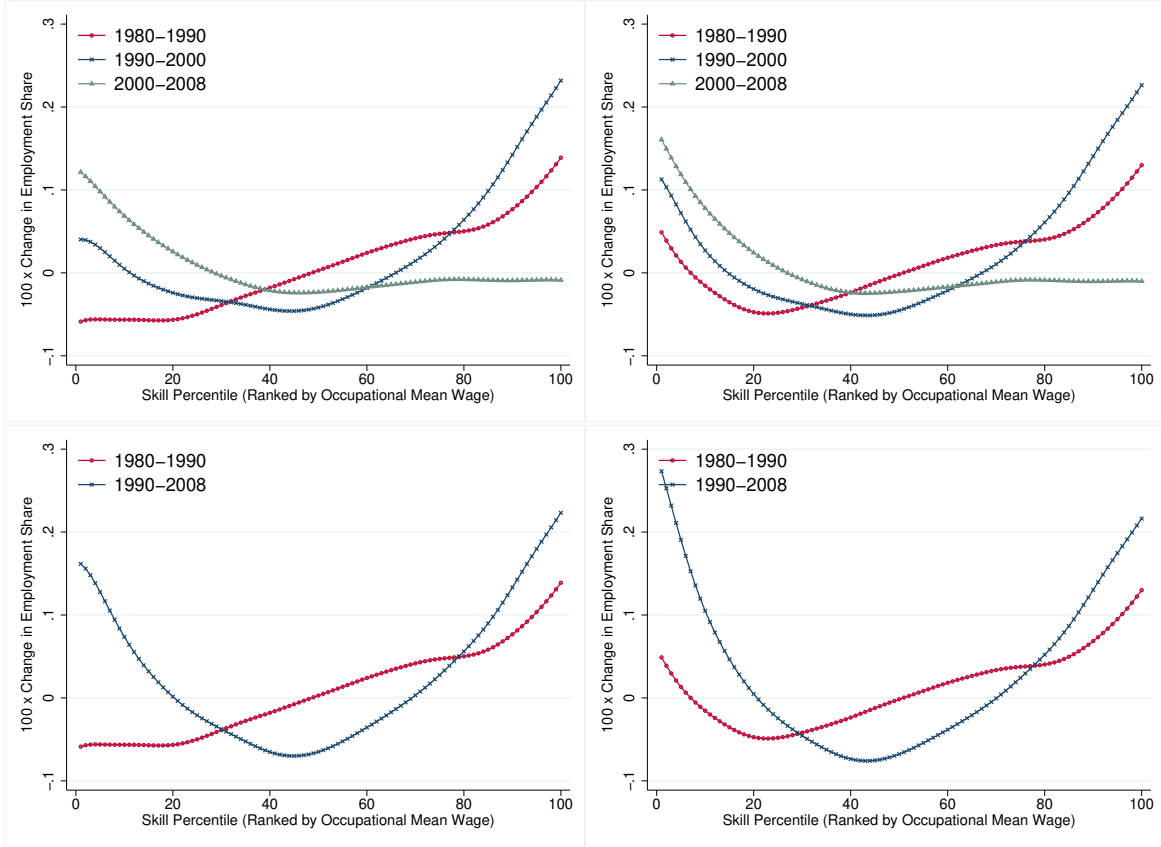 100 x Change in Employment Share
.3
.2
.1
0
-.1
1980−1990
1990−2000
2000−2008
0 20 40 60 80 100
Skill Percentile (Ranked by Occupational Mean Wage)
100 x Change in Employment Share
.3
.2
.1
0
-.1
1980−1990
1990−2000
2000−2008
0 20 40 60 80 100
Skill Percentile (Ranked by Occupational Mean Wage)
100 x Change in Employment Share
.3
.2
.1
0
-.1
1980−1990
1990−2008
0 20 40 60 80 100
Skill Percentile (Ranked by Occupational Mean Wage)
100 x Change in Employment Share
.3
.2
.1
0
-.1
1980−1990
1990−2008
0 20 40 60 80 100
Skill Percentile (Ranked by Occupational Mean Wage)